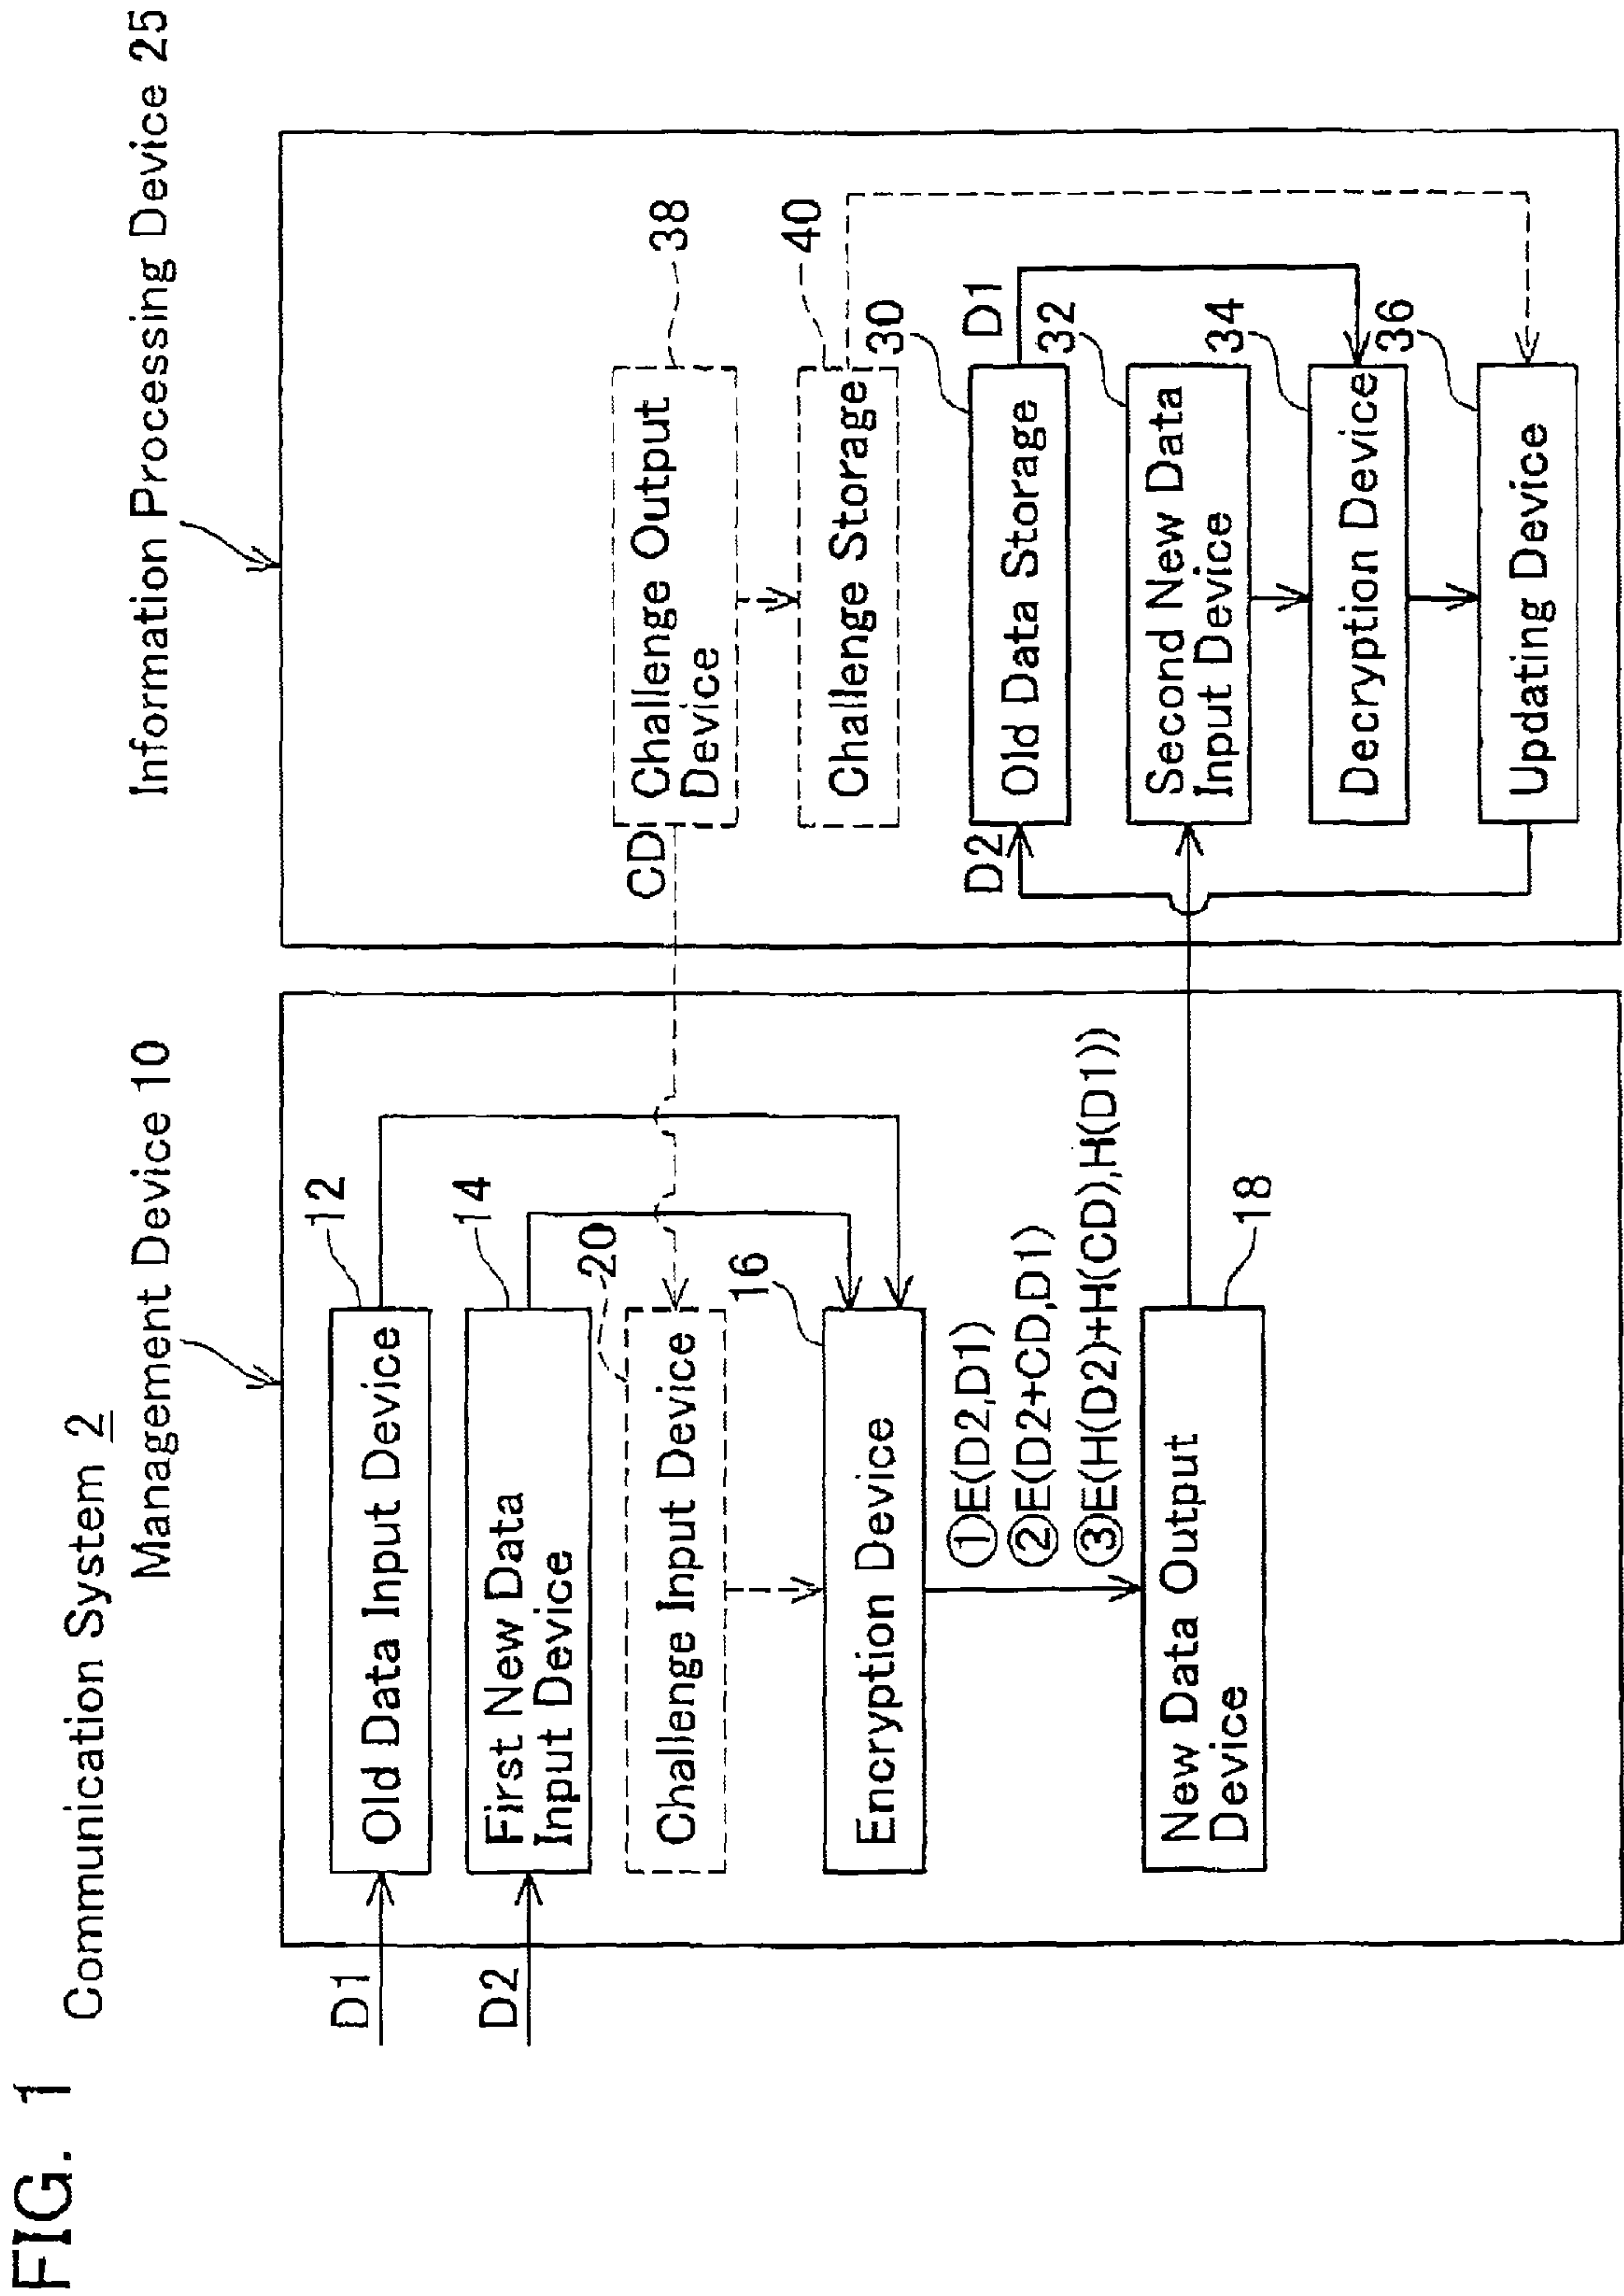 FIG. 1
Communication System 2
Management Device 10
D1
Old Data Input Device
12
D2
First New Data
Input Device
14
Challenge Input Device
20
Encryption Device
16
①E(D2,D1)
②E(D2+CD,D1)
③E(H(D2)+H(CD),H(D1))
New Data Output
Device
18
Information Processing Device 25
CD
Challenge Output
Device
38
Challenge Storage
40
D2
Old Data Storage
30
D1
Second New Data
Input Device
32
Decryption Device
34
Updating Device
36